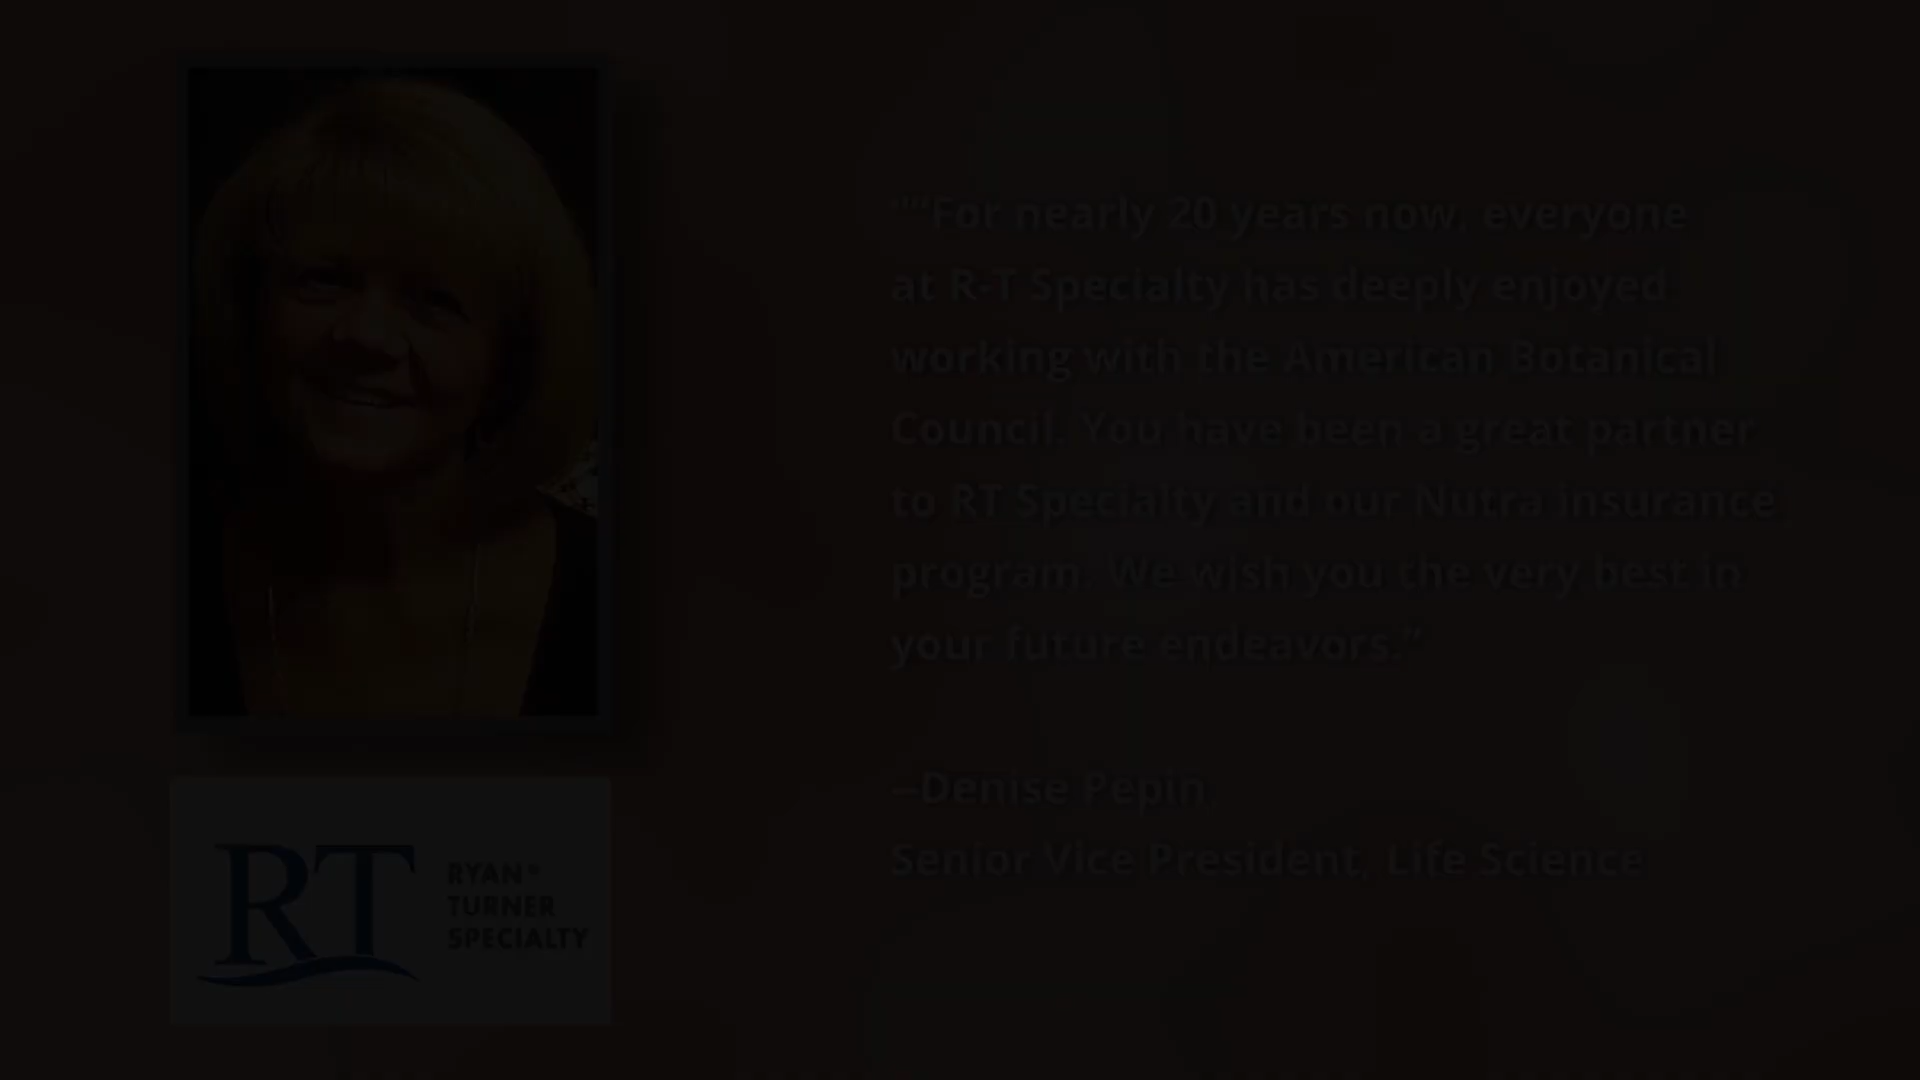 ""For nearly 20 years now, everyone
at R-T Specialty has deeply enjoyed
working with the American Botanical
Council. You have been a great partner
to RT Specialty and our Nutra insurance
program. We wish you the very best in
your future endeavors."
–Denise Pepin
Senior Vice President, Life Science
RT
RYAN®
TURNER
SPECIALTY